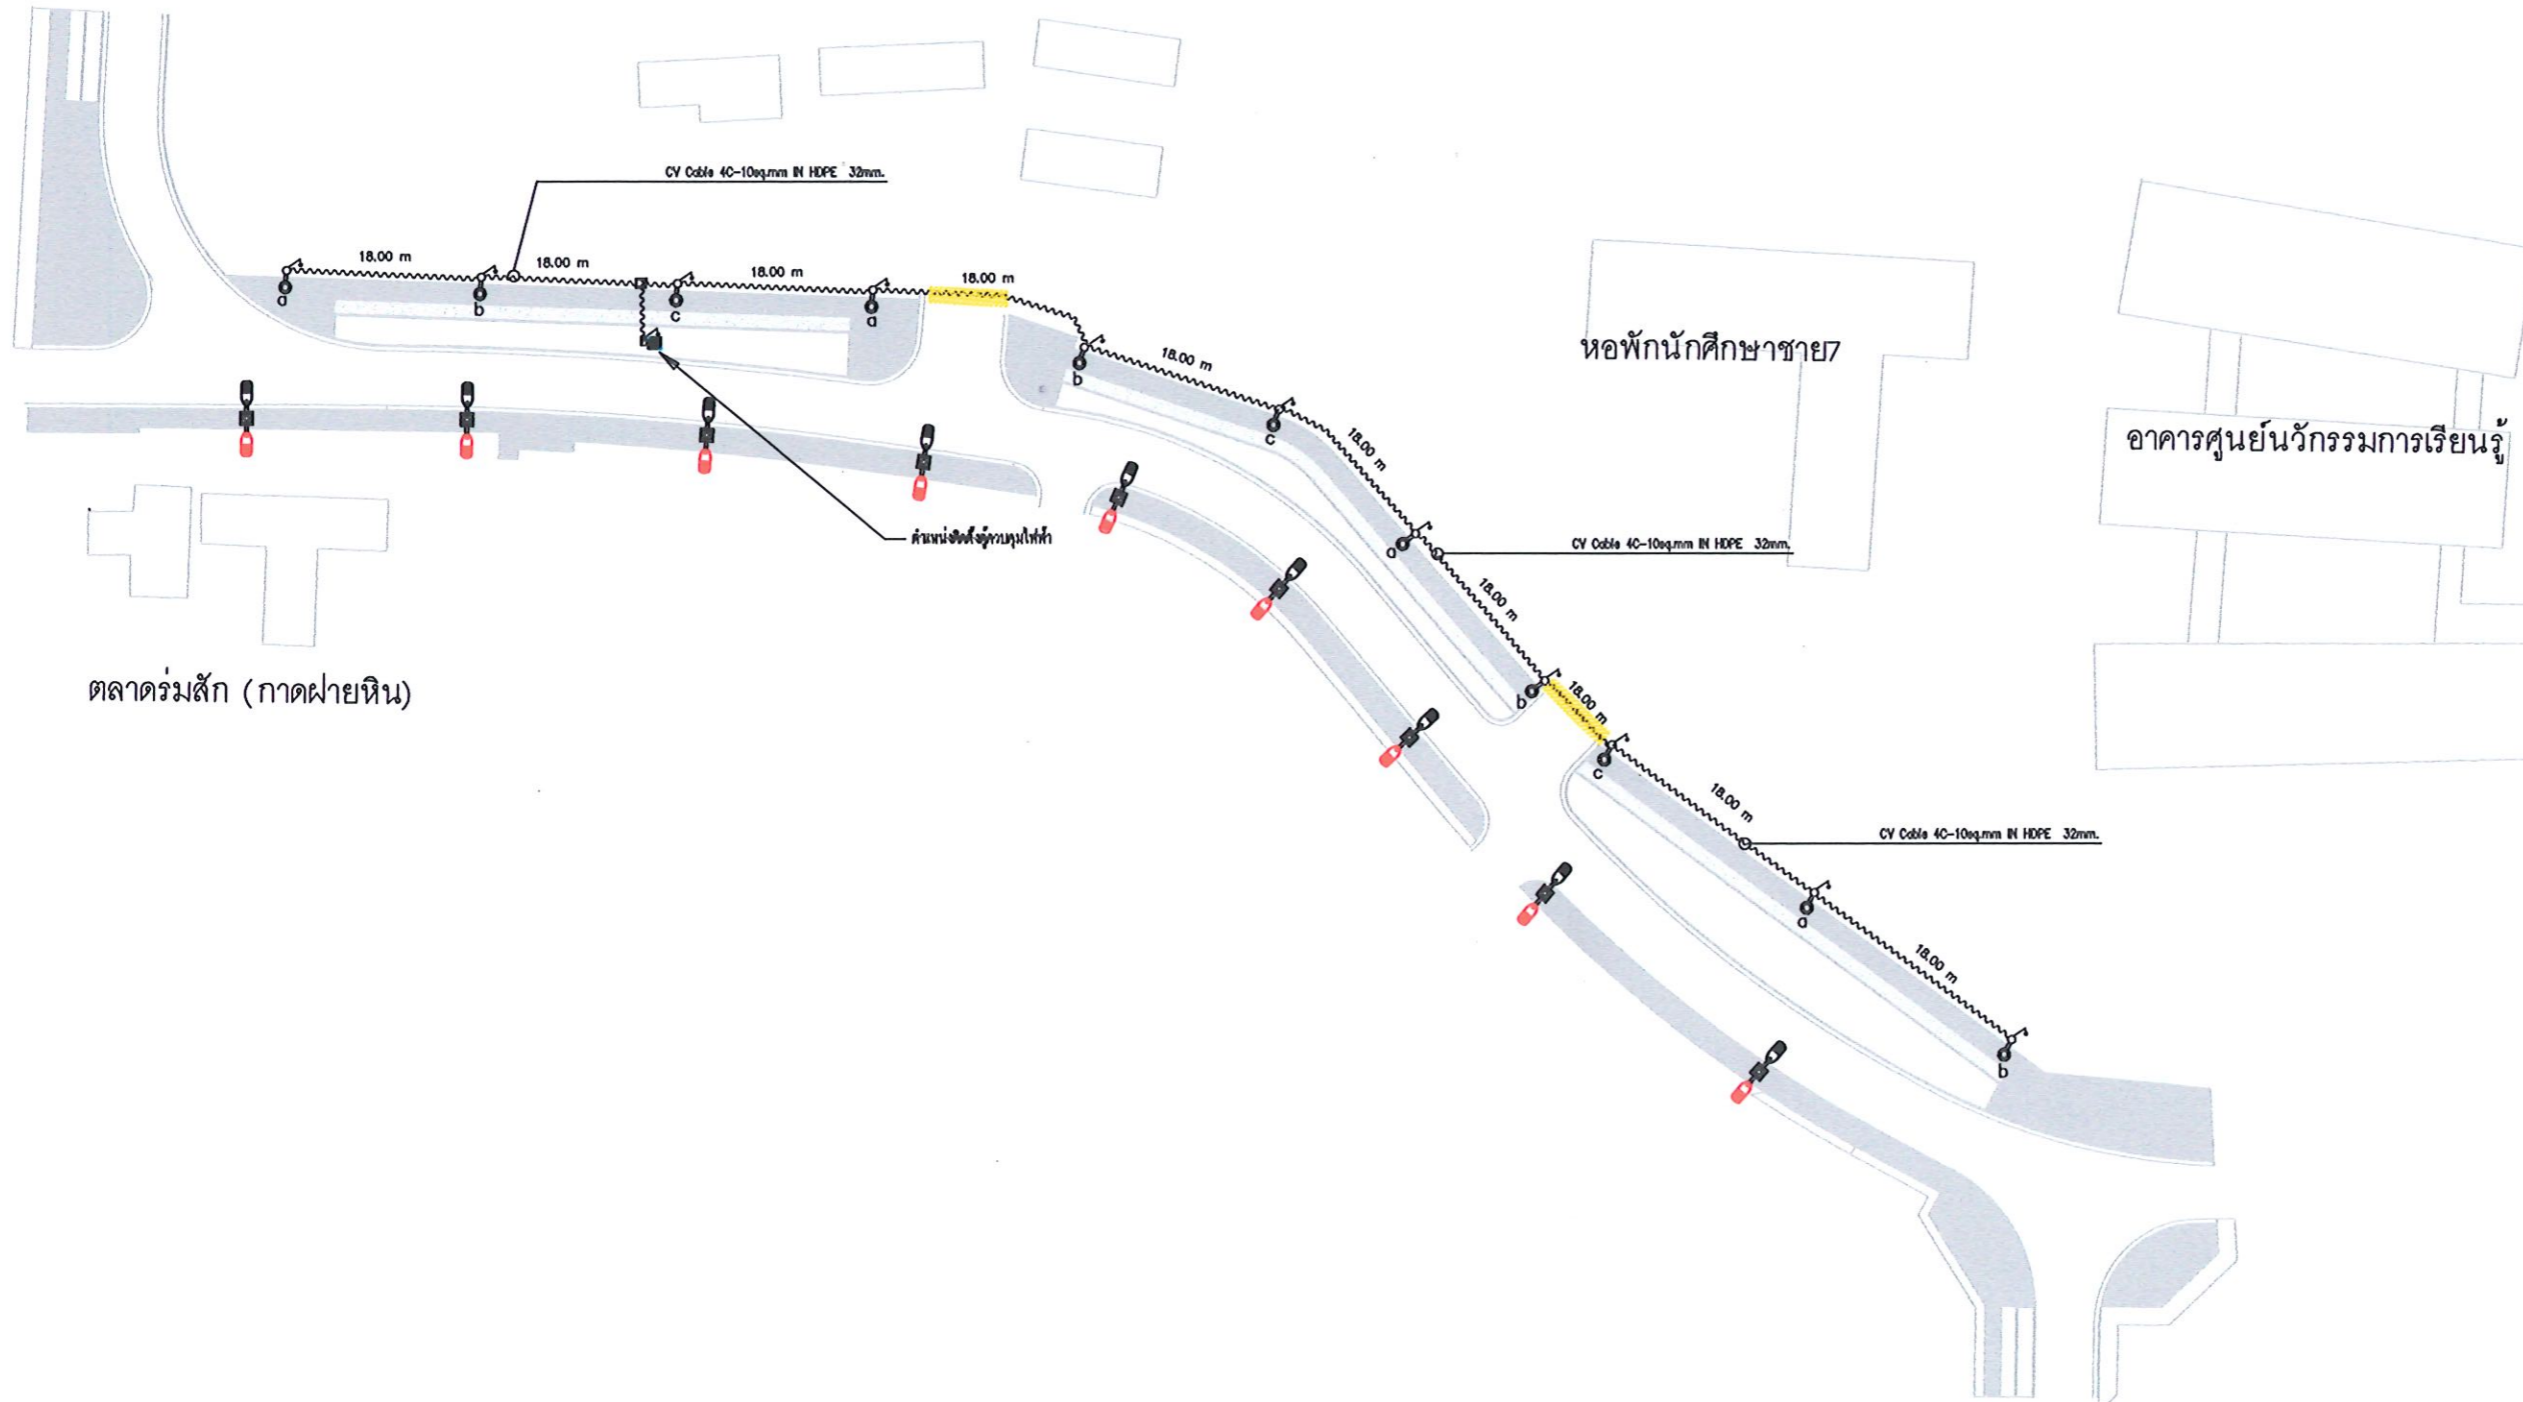 CV Cable 4C-10sq.mm IN HDPE 32mm.
18.00 m
18.00 m
18.00 m
18.00 m
a
b
c
a
b
18.00 m
c
18.00 m
a
18.00 m
b
18.00 m
c
18.00 m
a
18.00 m
b
หอพักนักศึกษาชาย7
อาคารศูนย์นวักรรมการเรียนรู้
ตำแหน่งติดตั้งตู้ควบคุมไฟฟ้า
CV Cable 4C-10sq.mm IN HDPE 32mm.
ตลาดร่มสัก (กาดฝายหิน)
CV Cable 4C-10sq.mm IN HDPE 32mm.